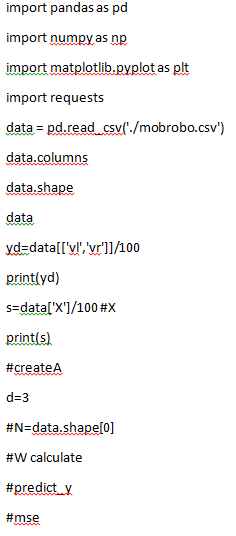 import pandas as pd
import numpy as np
import matplotlib.pyplot as plt
import requests
data = pd.read_csv('./mobrobo.csv')
data.columns
data.shape
data
yd=data[['vl','vr']]/100
print(yd)
s=data['X']/100 #X
print(s)
#createA
d=3
#N=data.shape[0]
#W calculate
#predict_y
#mse